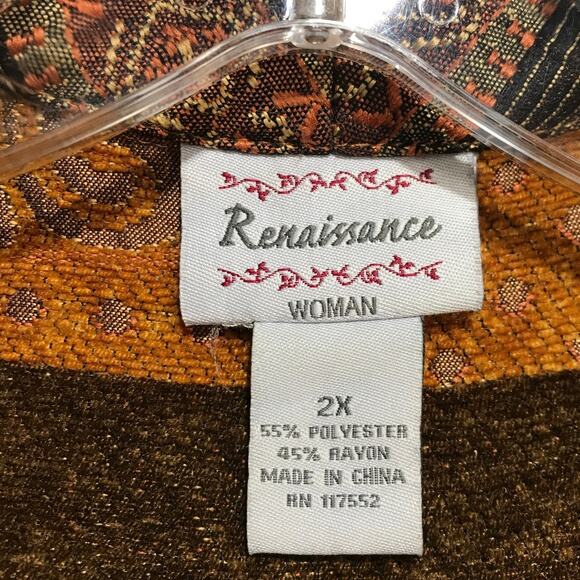 Renaissance
WOMAN
2X
55% POLYESTER
45% RAYON
MADE IN CHINA
RN 117552